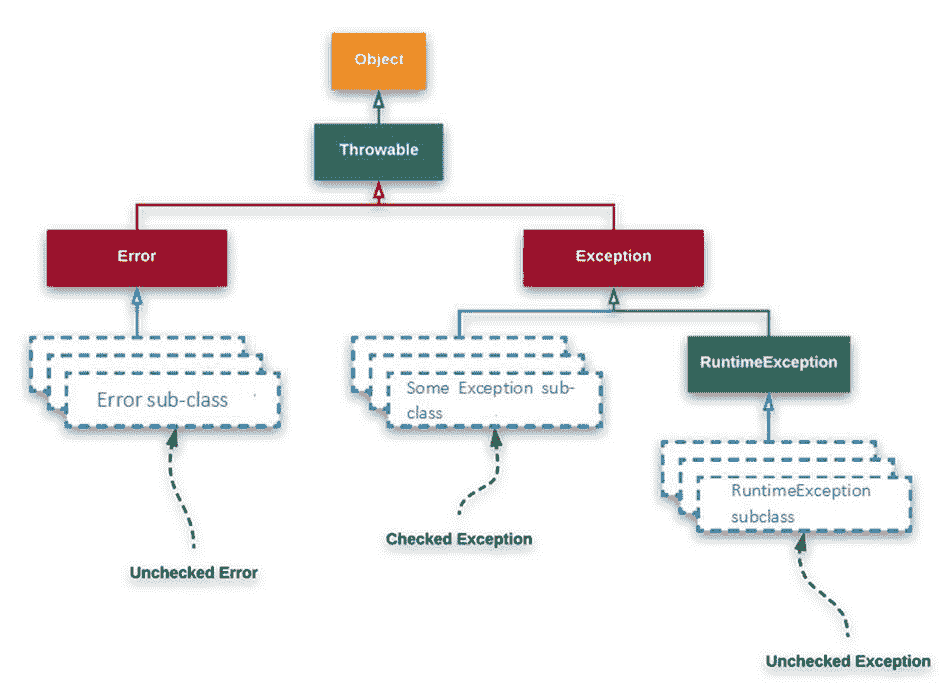 Object
Throwable
Error
Exception
RuntimeException
Error sub-class
Some Exception sub-
class
RuntimeException
subclass
Checked Exception
Unchecked Error
Unchecked Exception